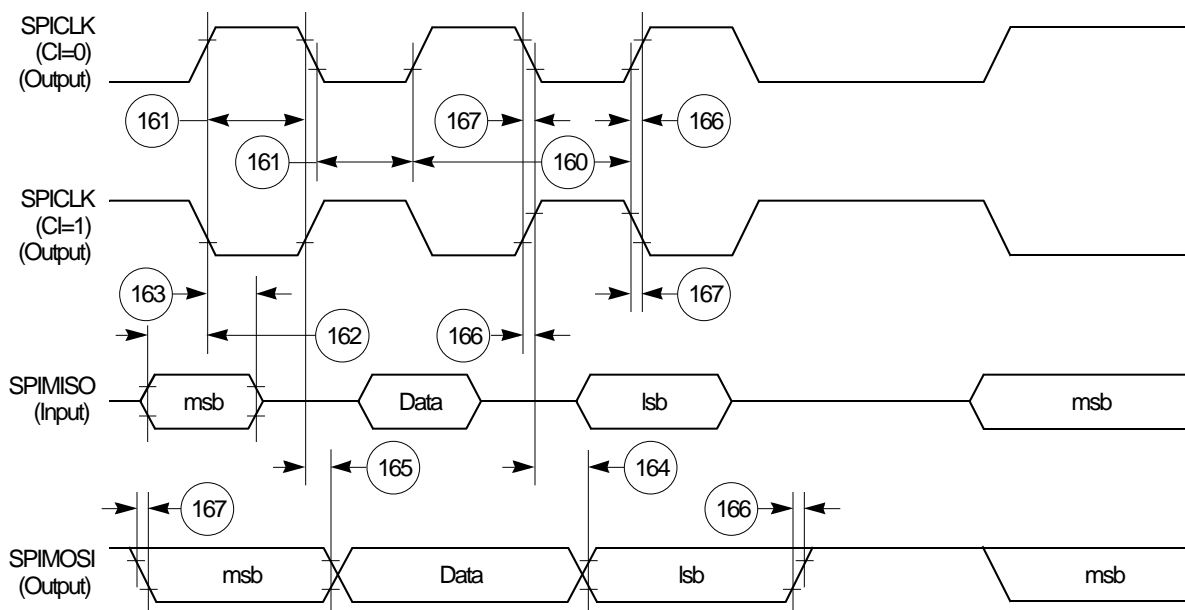 SPICLK
(CI=0)
(Output)
161
167
166
161
160
SPICLK
(CI=1)
(Output)
163
167
162
166
SPIMISO
(Input)
msb
Data
lsb
msb
165
164
167
166
SPIMOSI
(Output)
msb
Data
lsb
msb